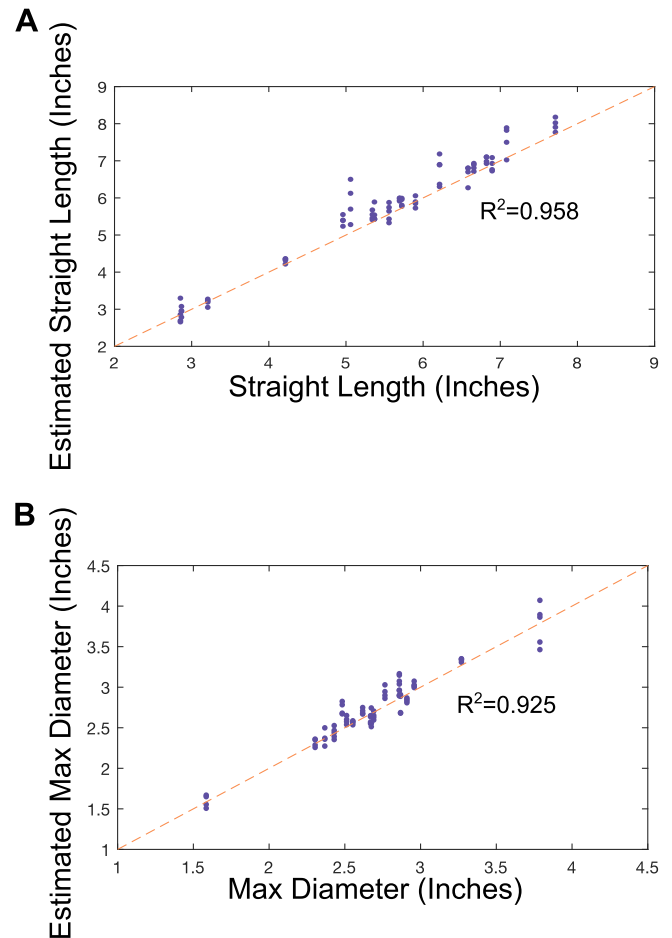 A
Estimated Straight Length (Inches)
9
8
7
6
5
4
3
2
R²=0.958
2 3 4 5 6 7 8 9
Straight Length (Inches)
B
Estimated Max Diameter (Inches)
4.5
4
3.5
3
2.5
2
1.5
1
R²=0.925
1 1.5 2 2.5 3 3.5 4 4.5
Max Diameter (Inches)